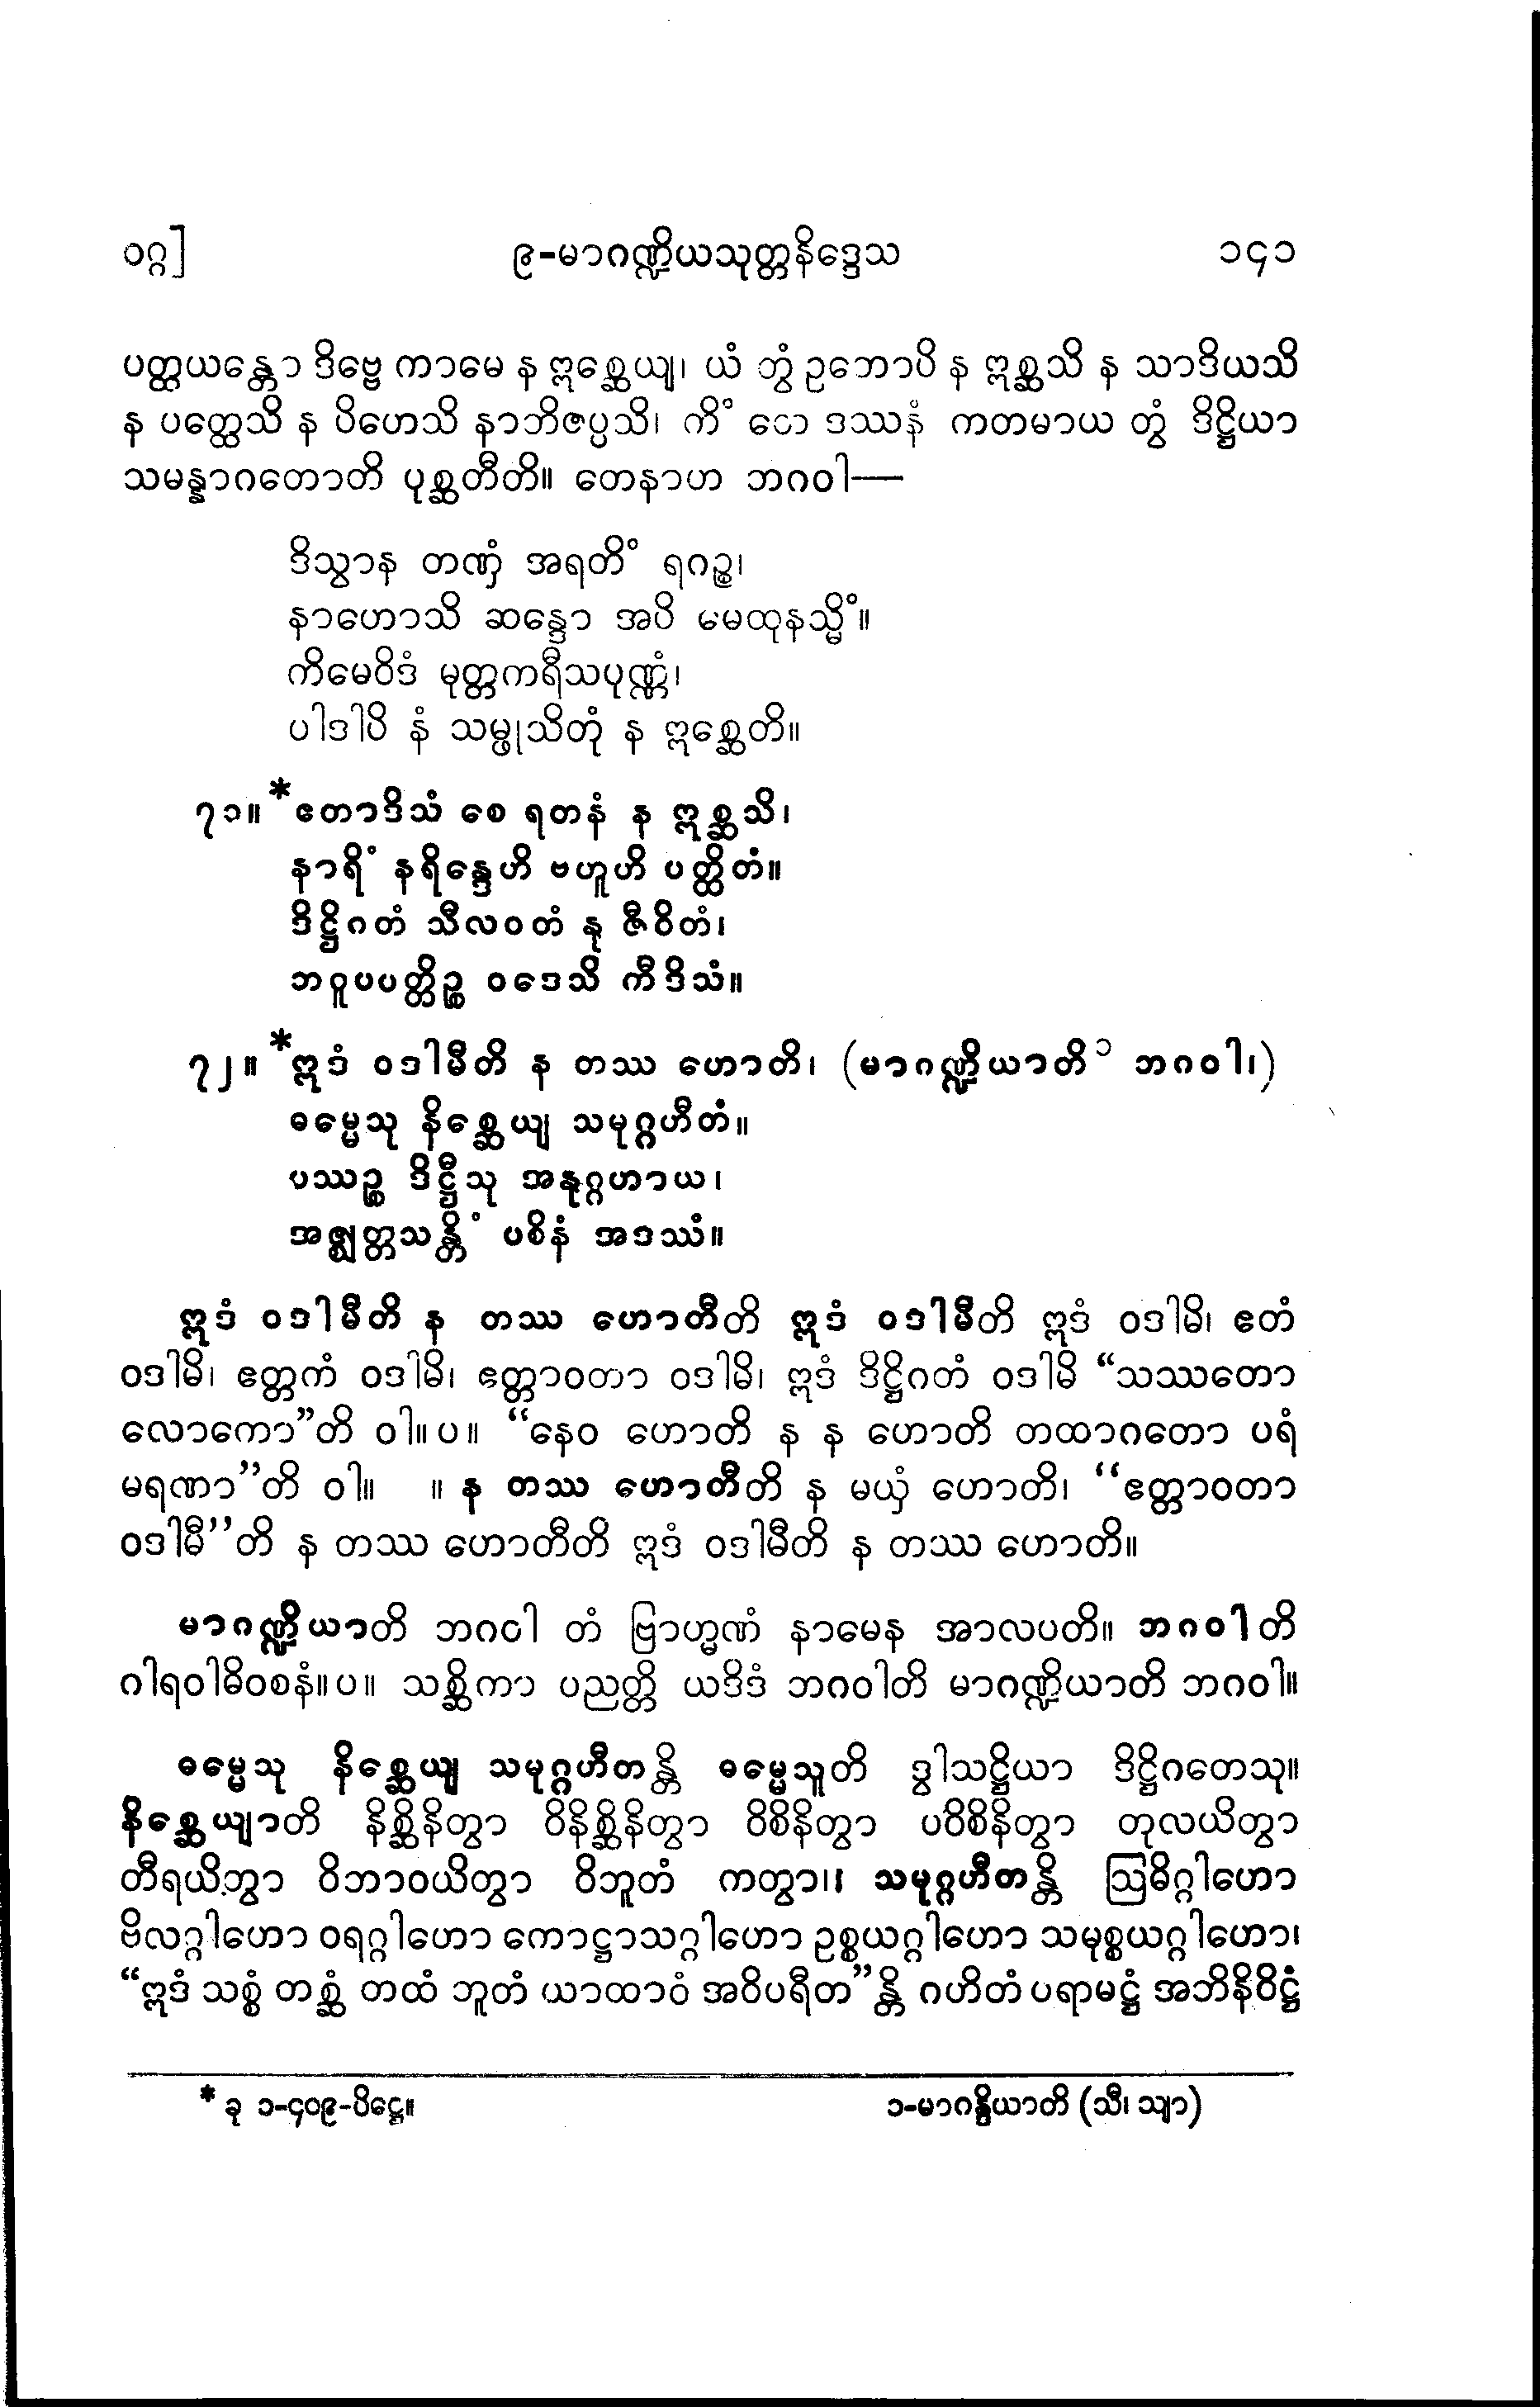 ဝဂ္ဂ] ၉-မာဂဏ္ဍိယသုတ္တနိဒ္ဒေသ ၁၄၁
ပတ္ထယန္တော ဒိဗ္ဗေ ကာမေ န ဣစ္ဆေယျ၊ ယံ တွံ ဥဘောပိ န ဣစ္ဆသိ န သာဒိယသိ
န ပတ္ထေသိ န ပိဟေသိ နာဘိဇပ္ပသိ၊ ကိံ တေ ဒဿနံ ကတမာယ တွံ ဒိဋ္ဌိယာ
သမန္နာဂတောတိ ပုစ္ဆတီတိ။ တေနာဟ ဘဂဝါ—
ဒိသွာန တဏှံ အရတိံ ရဂဉ္စ၊
နာဟောသိ ဆန္ဒော အပိ မေထုနသ္မိံ။
ကိမေဝိဒံ မုတ္တကရီသပုဏ္ဏံ၊
ပါဒါပိ နံ သမ္ဖုသိတုံ န ဣစ္ဆေတိ။
၇၁။ *ဧတာဒိသံ စေ ရတနံ န ဣစ္ဆသိ၊
နာရိံ နရိန္ဒေဟိ ဗဟူဟိ ပတ္ထိတံ။
ဒိဋ္ဌိဂတံ သီလဝတံ နု ဇီဝိတံ၊
ဘဝူပပတ္တိဉ္စ ဝဒေသိ ကီဒိသံ။
၇၂။ *ဣဒံ ဝဒါမီတိ န တဿ ဟောတိ၊ (မာဂဏ္ဍိယာတိ ၁ ဘဂဝါ၊)
ဓမ္မေသု နိစ္ဆေယျ သမုဂ္ဂဟီတံ။
ပဿဉ္စ ဒိဋ္ဌီသု အနုဂ္ဂဟာယ၊
အဇ္ဈတ္တသန္တိံ ပစိနံ အဒဿံ။
ဣဒံ ဝဒါမီတိ န တဿ ဟောတီတိ ဣဒံ ဝဒါမီတိ ဣဒံ ဝဒါမိ၊ ဧတံ
ဝဒါမိ၊ ဧတ္တကံ ဝဒါမိ၊ ဧတ္တာဝတာ ဝဒါမိ၊ ဣဒံ ဒိဋ္ဌိဂတံ ဝဒါမိ “သဿတော
လောကော”တိ ဝါ။ပ။ “နေဝ ဟောတိ န န ဟောတိ တထာဂတော ပရံ
မရဏာ”တိ ဝါ။ ။ န တဿ ဟောတီတိ န မယှံ ဟောတိ၊ “ဧတ္တာဝတာ
ဝဒါမီ”တိ န တဿ ဟောတီတိ ဣဒံ ဝဒါမီတိ န တဿ ဟောတိ။
မာဂဏ္ဍိယာတိ ဘဂဝါ တံ ဗြာဟ္မဏံ နာမေန အာလပတိ။ ဘဂဝါတိ
ဂါရဝါဓိဝစနံ။ပ။ သစ္ဆိကာ ပညတ္တိ ယဒိဒံ ဘဂဝါတိ မာဂဏ္ဍိယာတိ ဘဂဝါ။
ဓမ္မေသု နိစ္ဆေယျ သမုဂ္ဂဟီတန္တိ ဓမ္မေသူတိ ဒွါသဋ္ဌိယာ ဒိဋ္ဌိဂတေသု။
နိစ္ဆေယျာတိ နိစ္ဆိနိတွာ ဝိနိစ္ဆိနိတွာ ဝိစိနိတွာ ပဝိစိနိတွာ တုလယိတွာ
တီရယိတွာ ဝိဘာဝယိတွာ ဝိဘူတံ ကတွာ။ သမုဂ္ဂဟီတန္တိ ဩဓိဂ္ဂါဟော
ဗိလဂ္ဂါဟော ဝရဂ္ဂါဟော ကောဋ္ဌာသဂ္ဂါဟော ဥစ္စယဂ္ဂါဟော သမုစ္စယဂ္ဂါဟော၊
“ဣဒံ သစ္စံ တစ္ဆံ တထံ ဘူတံ ယာထာဝံ အဝိပရီတ”န္တိ ဂဟိတံ ပရာမဋ္ဌံ အဘိနိဝိဋ္ဌံ
* ခု ၁-၄၀၉-ပိဋ္ဌေ။ ၁-မာဂန္ဒိယာတိ (သီ၊ သျာ)